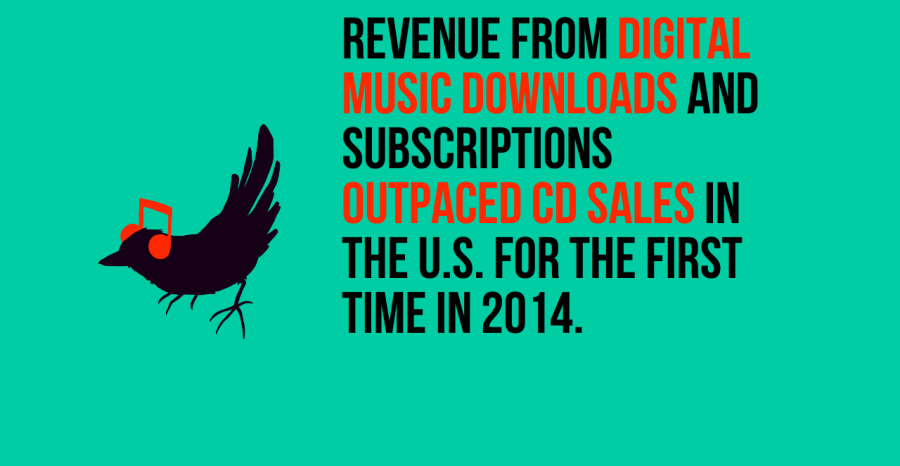 REVENUE FROM DIGITAL
MUSIC DOWNLOADS AND
SUBSCRIPTIONS
OUTPACED CD SALES IN
THE U.S. FOR THE FIRST
TIME IN 2014.